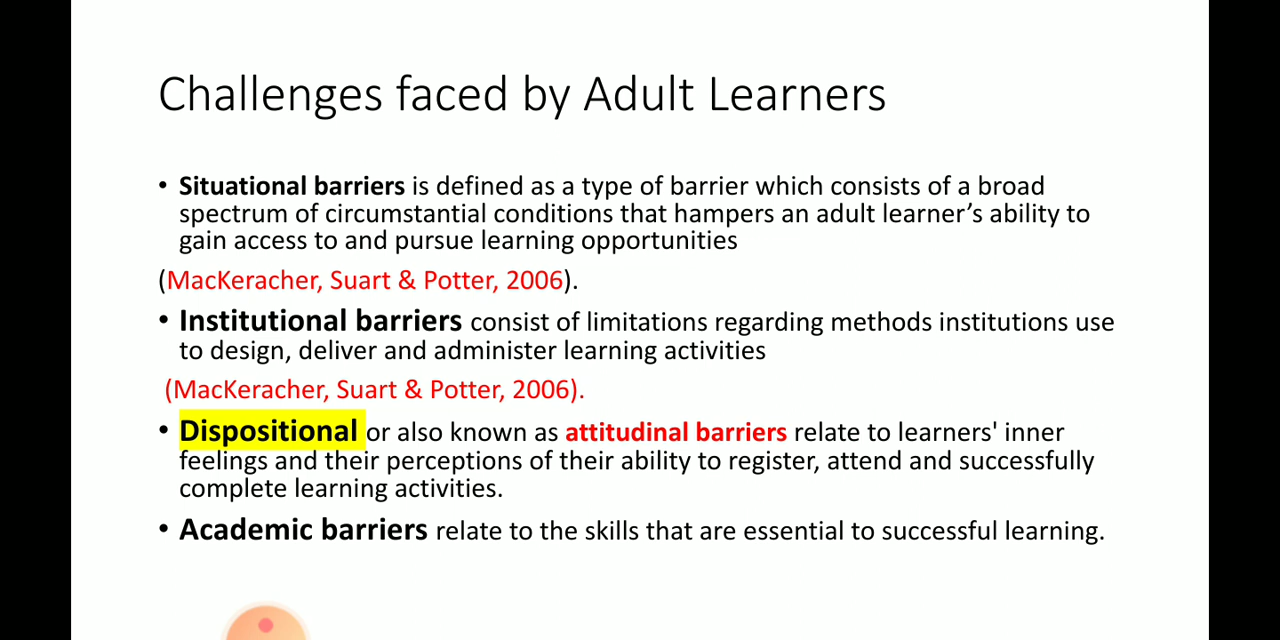 Challenges faced by Adult Learners
• Situational barriers is defined as a type of barrier which consists of a broad
spectrum of circumstantial conditions that hampers an adult learner’s ability to
gain access to and pursue learning opportunities
(MacKeracher, Suart & Potter, 2006).
• Institutional barriers consist of limitations regarding methods institutions use
to design, deliver and administer learning activities
(MacKeracher, Suart & Potter, 2006).
• Dispositional or also known as attitudinal barriers relate to learners' inner
feelings and their perceptions of their ability to register, attend and successfully
complete learning activities.
• Academic barriers relate to the skills that are essential to successful learning.